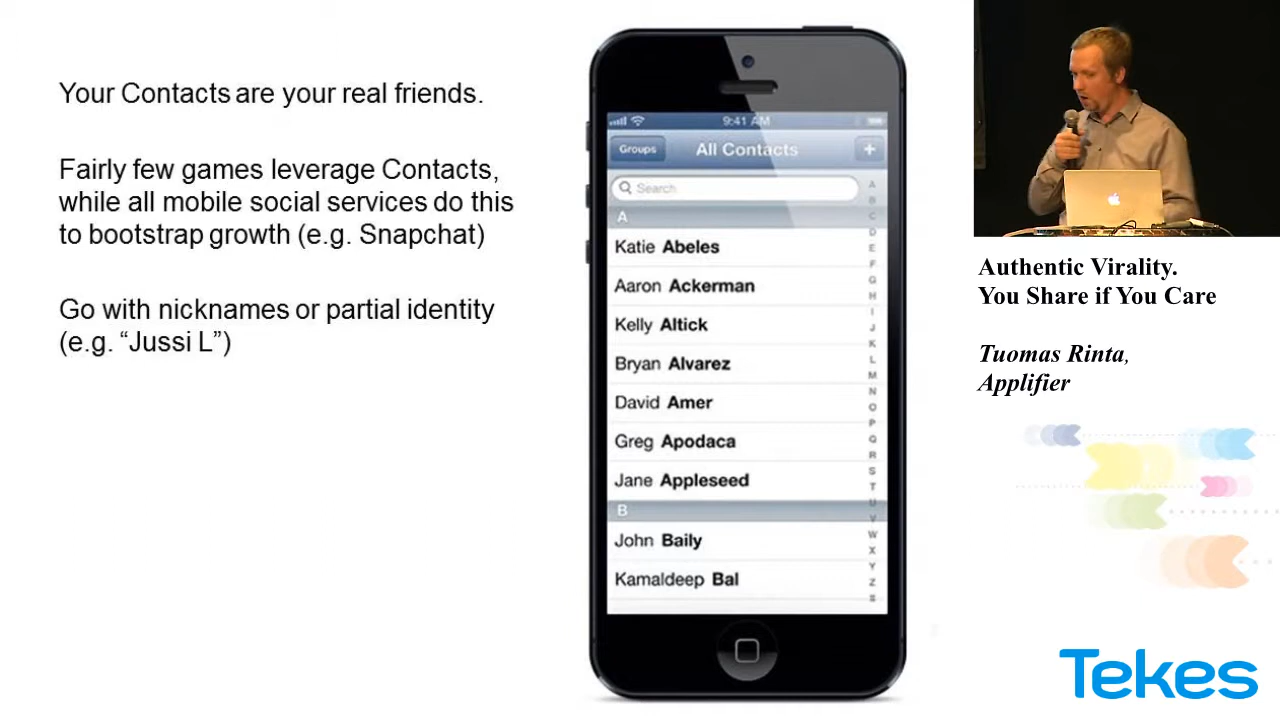 Your Contacts are your real friends.
Fairly few games leverage Contacts,
while all mobile social services do this
to bootstrap growth (e.g. Snapchat)
Go with nicknames or partial identity
(e.g. “Jussi L”)
9:41 AM
Groups
All Contacts
+
Search
A
Katie Abeles
Aaron Ackerman
Kelly Altick
Bryan Alvarez
David Amer
Greg Apodaca
Jane Appleseed
B
John Baily
Kamaldeep Bal
A
B
C
D
E
F
G
H
I
J
K
L
M
N
O
P
Q
R
S
T
U
V
W
X
Y
Z
#
Authentic Virality.
You Share if You Care
Tuomas Rinta,
Applifier
Tekes